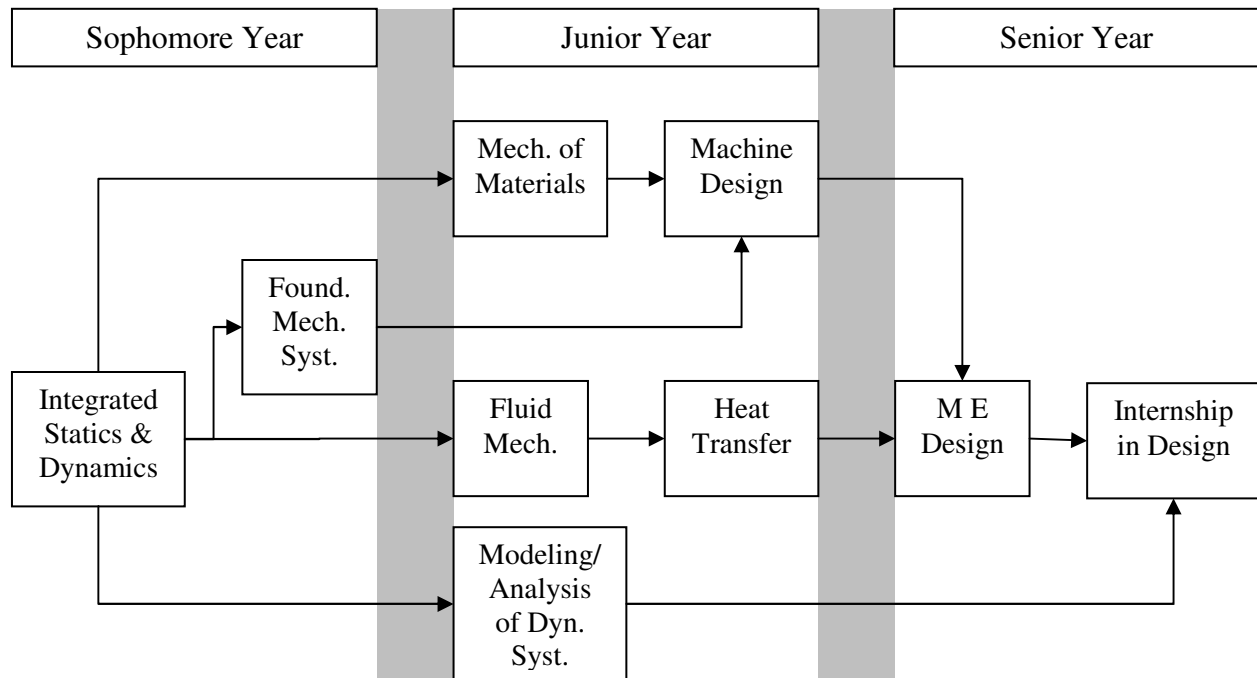 Sophomore Year
Junior Year
Senior Year
Mech. of
Materials
Machine
Design
Found.
Mech.
Syst.
Integrated
Statics &
Dynamics
Fluid
Mech.
Heat
Transfer
M E
Design
Internship
in Design
Modeling/
Analysis
of Dyn.
Syst.